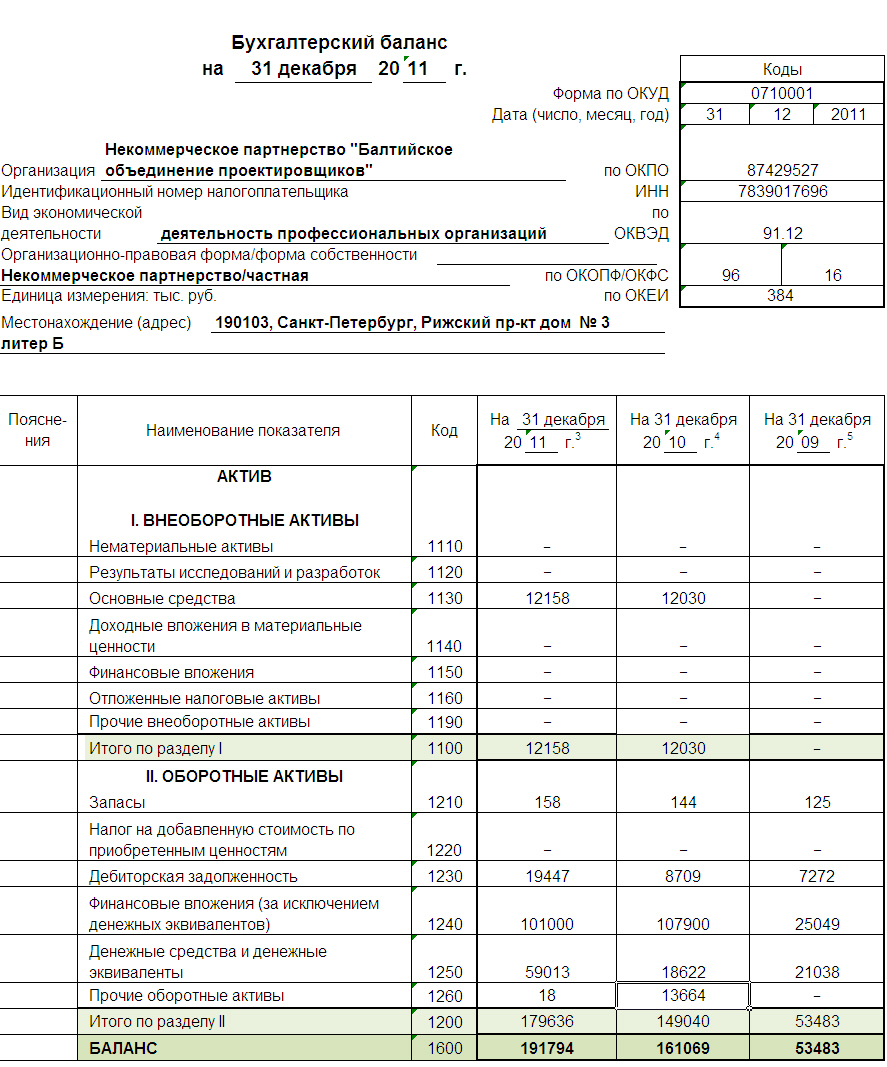 Бухгалтерский баланс
на 31 декабря 20 11 г.
Коды
Форма по ОКУД 0710001
Дата (число, месяц, год) 31 12 2011
Некоммерческое партнерство "Балтийское
Организация объединение проектировщиков" по ОКПО 87429527
Идентификационный номер налогоплательщика ИНН 7839017696
Вид экономической по
деятельности деятельность профессиональных организаций ОКВЭД 91.12
Организационно-правовая форма/форма собственности
Некоммерческое партнерство/частная по ОКОПФ/ОКФС 96 16
Единица измерения: тыс. руб. по ОКЕИ 384
Местонахождение (адрес) 190103, Санкт-Петербург, Рижский пр-кт дом № 3
литер Б
Поясне-
ния Наименование показателя Код На 31 декабря 20 11 г.3 На 31 декабря 20 10 г.4 На 31 декабря 20 09 г.5
АКТИВ
I. ВНЕОБОРОТНЫЕ АКТИВЫ
Нематериальные активы 1110 – – –
Результаты исследований и разработок 1120 – – –
Основные средства 1130 12158 12030 –
Доходные вложения в материальные
ценности 1140 – – –
Финансовые вложения 1150 – – –
Отложенные налоговые активы 1160 – – –
Прочие внеоборотные активы 1190 – – –
Итого по разделу I 1100 12158 12030 –
II. ОБОРОТНЫЕ АКТИВЫ
Запасы 1210 158 144 125
Налог на добавленную стоимость по
приобретенным ценностям 1220 – – –
Дебиторская задолженность 1230 19447 8709 7272
Финансовые вложения (за исключением
денежных эквивалентов) 1240 101000 107900 25049
Денежные средства и денежные
эквиваленты 1250 59013 18622 21038
Прочие оборотные активы 1260 18 13664 –
Итого по разделу II 1200 179636 149040 53483
БАЛАНС 1600 191794 161069 53483